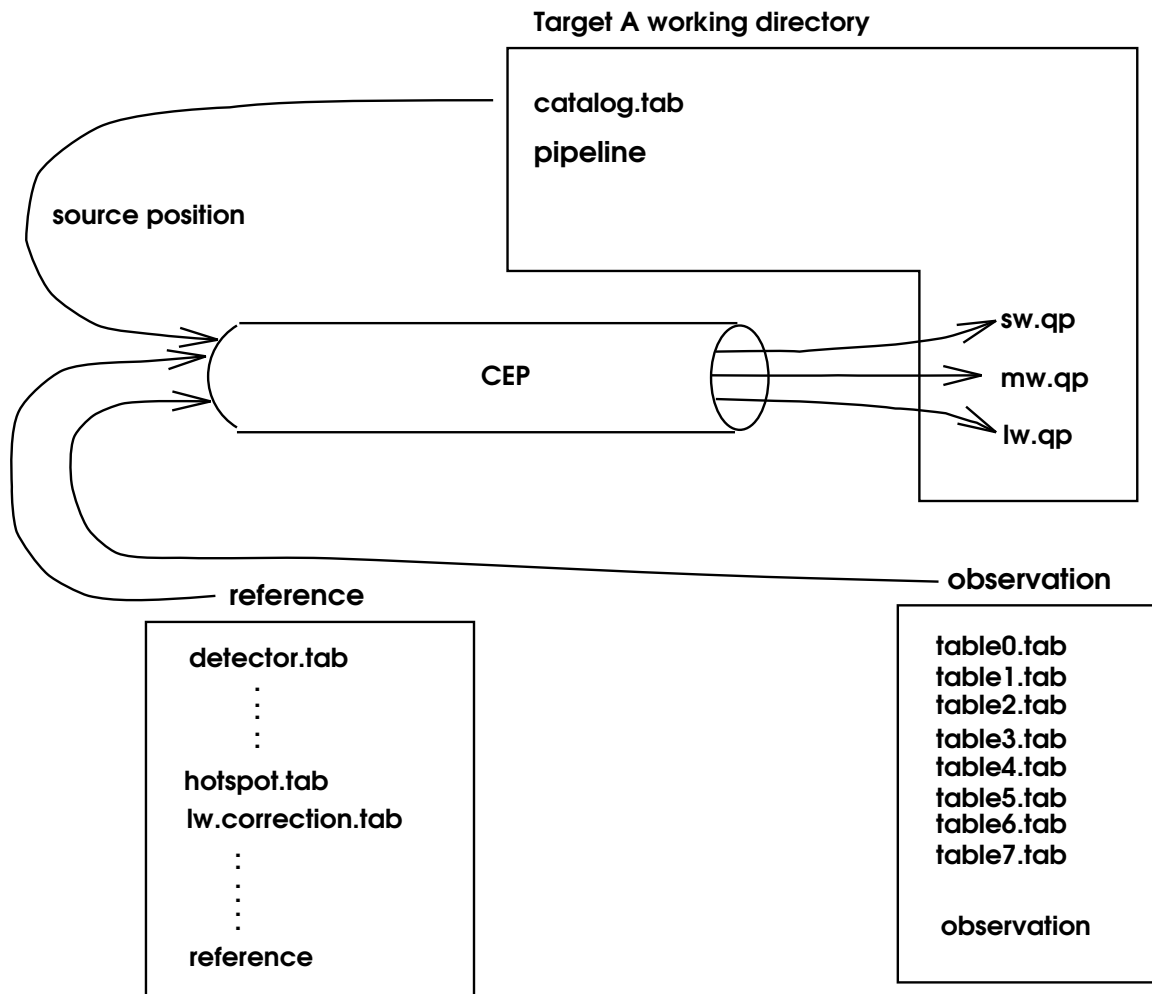 Target A working directory
catalog.tab
pipeline
source position
sw.qp
CEP
mw.qp
lw.qp
observation
reference
table0.tab
detector.tab
table1.tab
table2.tab
table3.tab
table4.tab
hotspot.tab
table5.tab
lw.correction.tab
table6.tab
table7.tab
observation
reference